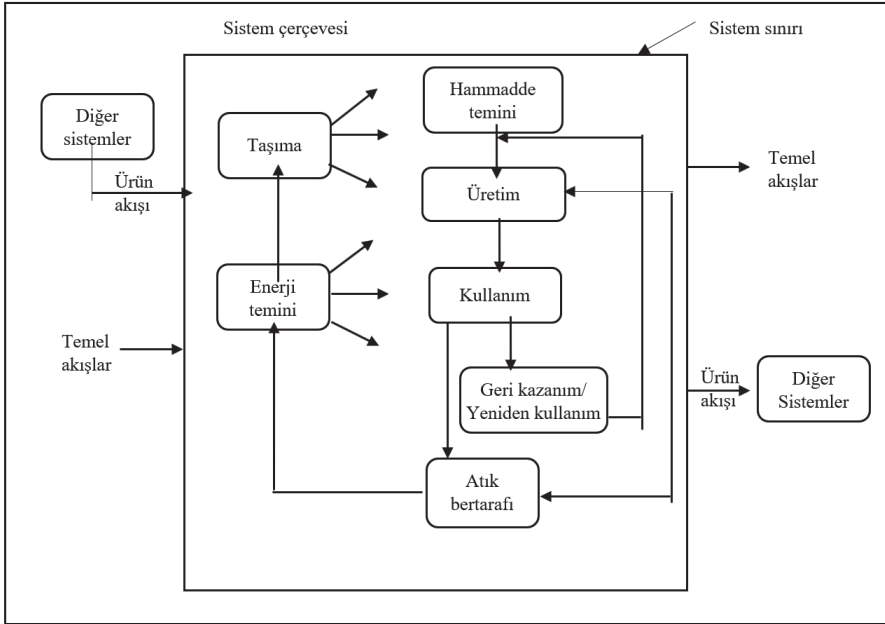 Sistem çerçevesi
Sistem sınırı
Diğer
sistemler
Ürün
akışı
Temel
akışlar
Taşıma
Enerji
temini
Hammadde
temini
Üretim
Kullanım
Geri kazanım/
Yeniden kullanım
Atık
bertarafı
Temel
akışlar
Ürün
akışı
Diğer
Sistemler